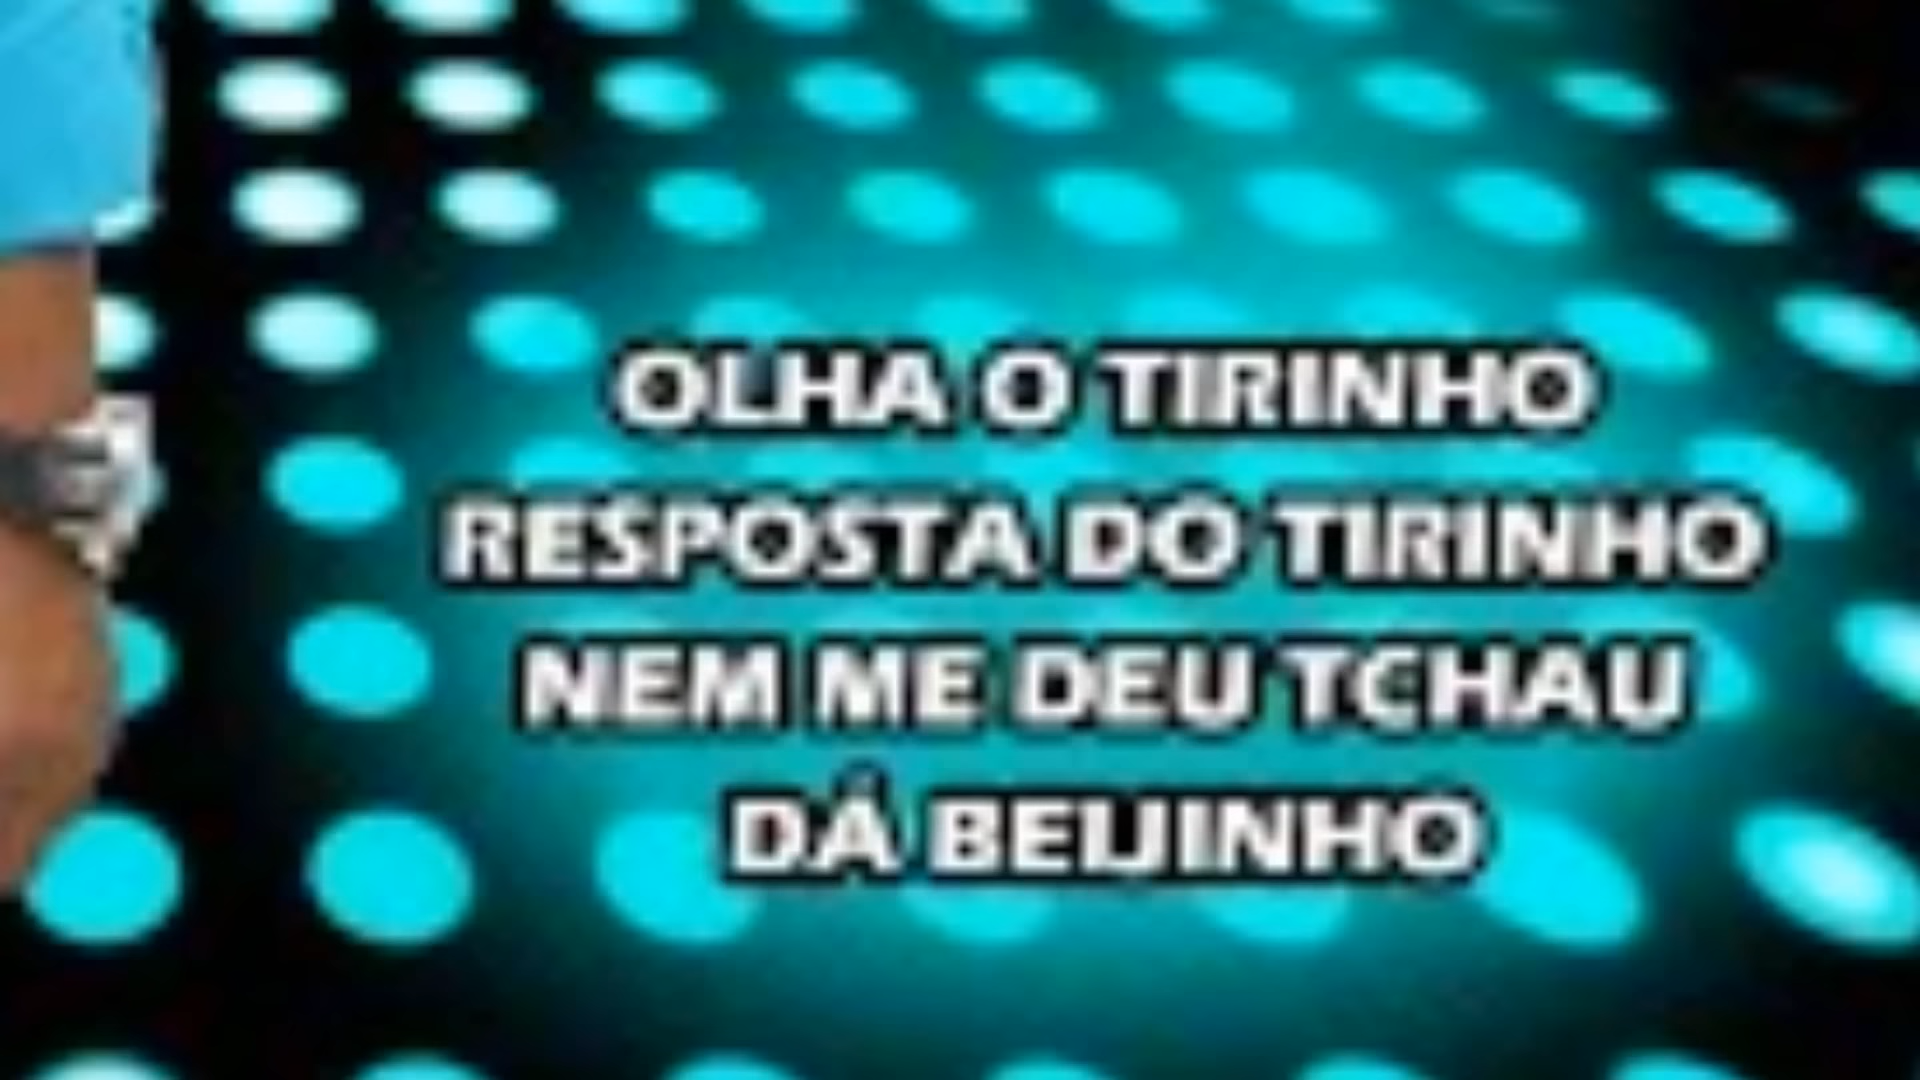 OLHA O TIRINHO
RESPOSTA DO TIRINHO
NEM ME DEU TCHAU
DÁ BEIJINHO